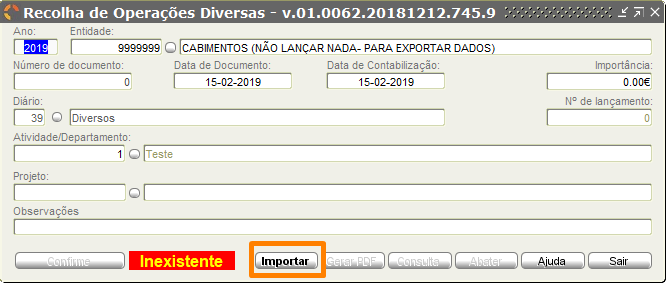 Recolha de Operações Diversas - v.01.0062.20181212.745.9
Ano: Entidade:
2019 9999999 CABIMENTOS (NÃO LANÇAR NADA- PARA EXPORTAR DADOS)
Número de documento: Data de Documento: Data de Contabilização: Importância:
0 15-02-2019 15-02-2019 0.00€
Diário: Nº de lançamento:
39 Diversos 0
Atividade/Departamento:
1 Teste
Projeto:
Observações
Confirme Inexistente Importar Gerar PDF Consulta Abater Ajuda Sair